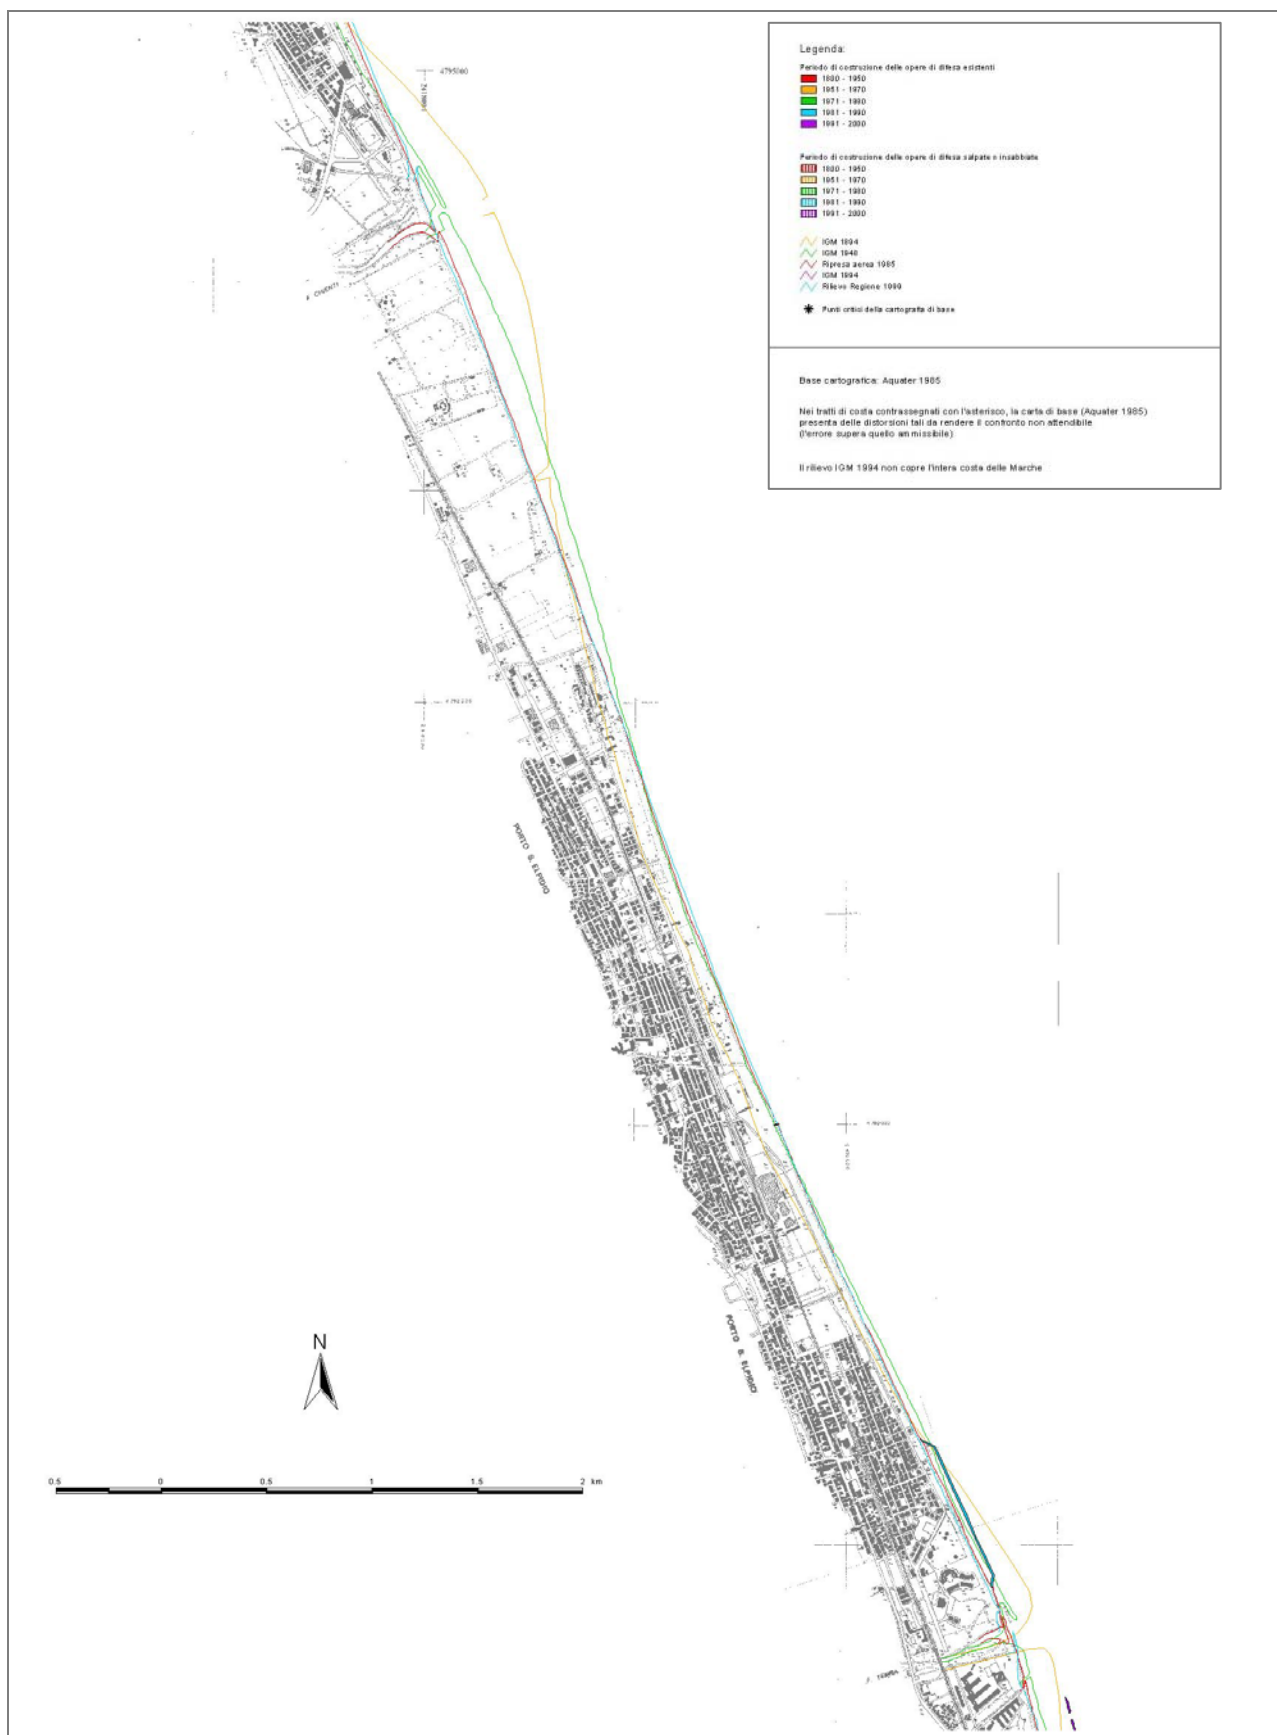 Legenda:
Periodo di costruzione delle opere di difesa esistenti
1800 - 1950
1951 - 1970
1971 - 1980
1981 - 1990
1991 - 2000
Periodo di costruzione delle opere di difesa salpate o insabbiate
1800 - 1950
1951 - 1970
1971 - 1980
1981 - 1990
1991 - 2000
IGM 1894
IGM 1948
Ripresa aerea 1985
IGM 1994
Rilievo Regione 1999
Punti critici della cartografia di base
Base cartografica: Aquater 1985
Nei tratti di costa contrassegnati con l'asterisco, la carta di base (Aquater 1985)
presenta delle distorsioni tali da rendere il confronto non attendibile
(l'errore supera quello ammissibile)
Il rilievo IGM 1994 non copre l'intera costa delle Marche
4795000
F. CHIENTI
PORTO S. ELPIDIO
PORTO S. ELPIDIO
N
0.5 0 0.5 1 1.5 2 km
F. TENNA